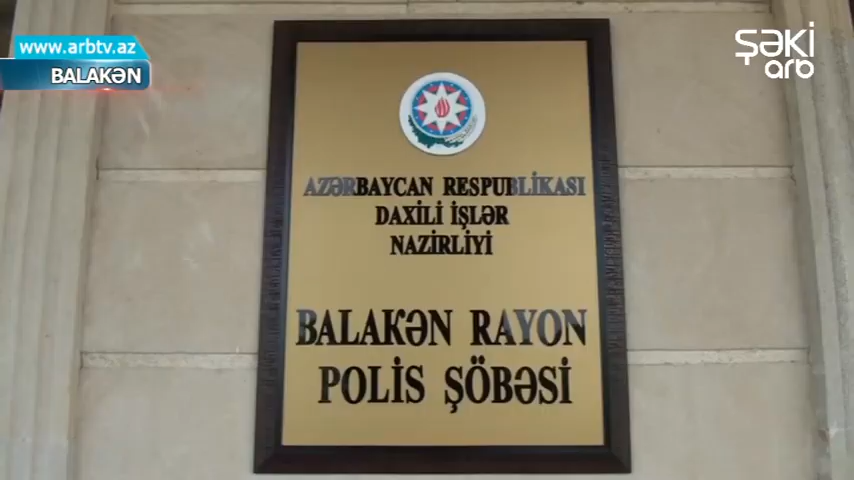 www.arbtv.az
BALAKƏN
ŞƏKİ
arb
AZƏRBAYCAN RESPUBLİKASI
DAXİLİ İŞLƏR
NAZİRLİYİ
BALAKƏN RAYON
POLİS ŞÖBƏSİ